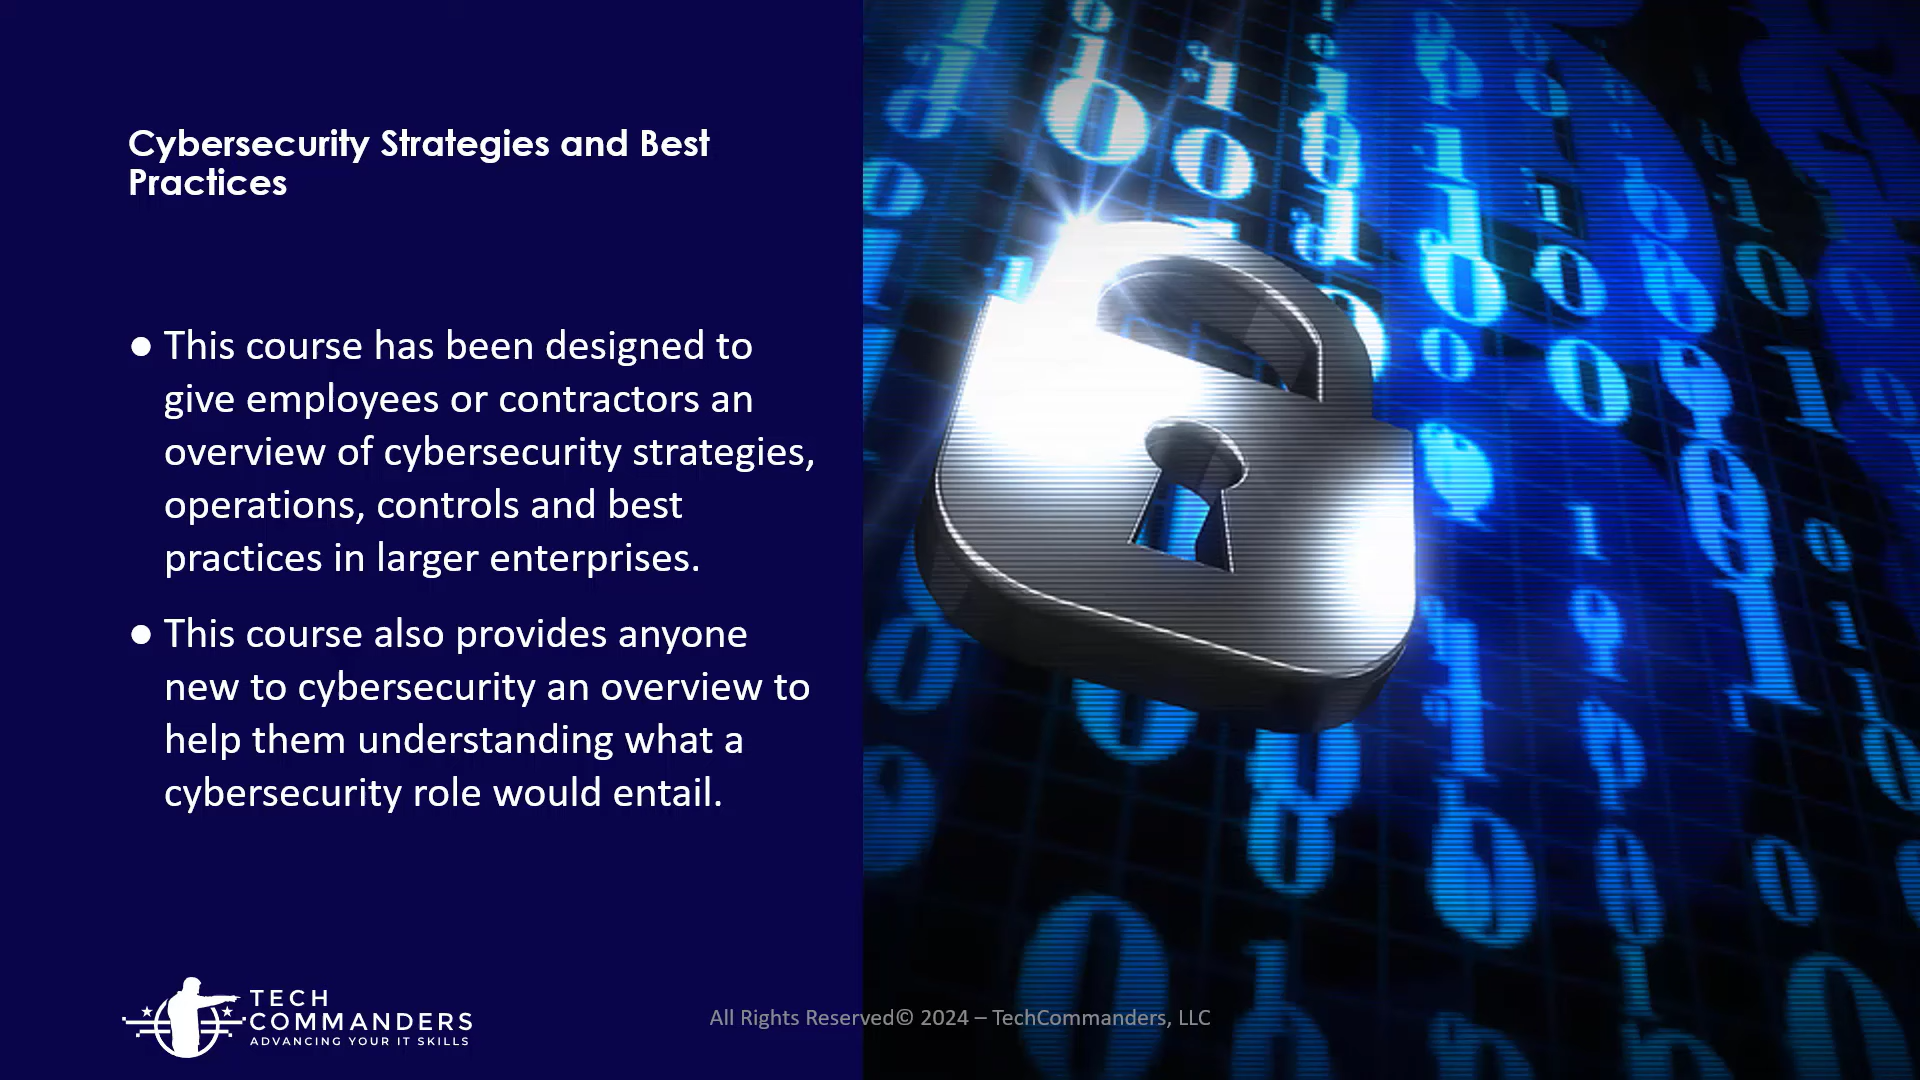 Cybersecurity Strategies and Best
Practices
● This course has been designed to
give employees or contractors an
overview of cybersecurity strategies,
operations, controls and best
practices in larger enterprises.
● This course also provides anyone
new to cybersecurity an overview to
help them understanding what a
cybersecurity role would entail.
TECH
COMMANDERS
ADVANCING YOUR IT SKILLS
All Rights Reserved© 2024 – TechCommanders, LLC